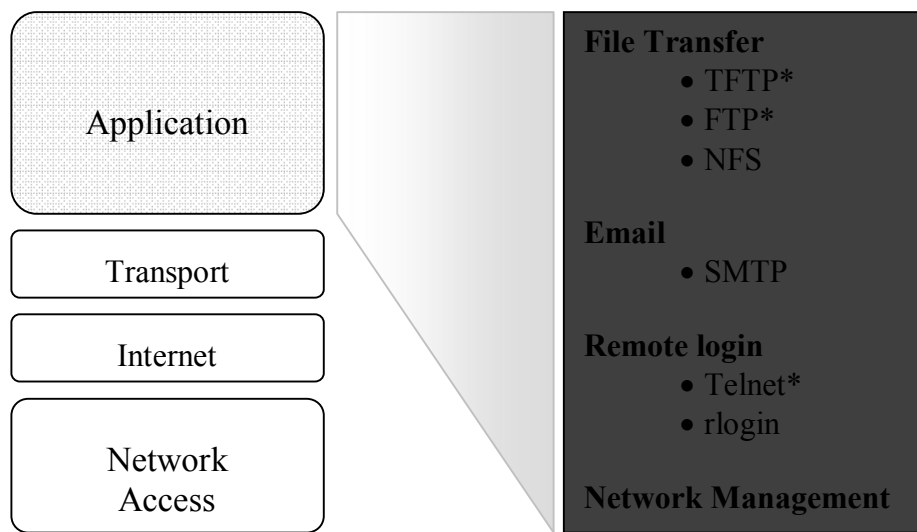 Application
Transport
Internet
Network
Access
File Transfer
• TFTP*
• FTP*
• NFS
Email
• SMTP
Remote login
• Telnet*
• rlogin
Network Management